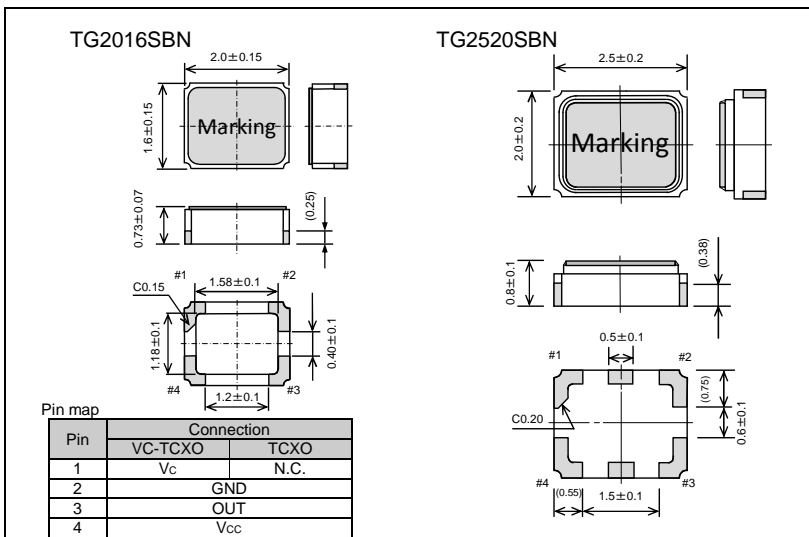 TG2016SBN
2.0±0.15
1.6±0.15
Marking
0.73±0.07
(0.25)
#1
1.58±0.1
#2
C0.15
1.18±0.1
0.40±0.1
#4
1.2±0.1
#3
TG2520SBN
2.5±0.2
2.0±0.2
Marking
0.8±0.1
(0.38)
0.5±0.1
#1
#2
(0.75)
C0.20
0.6±0.1
#4
(0.55)
1.5±0.1
#3
Pin map
Pin
Connection
VC-TCXO
TCXO
1
Vc
N.C.
2
GND
3
OUT
4
Vcc